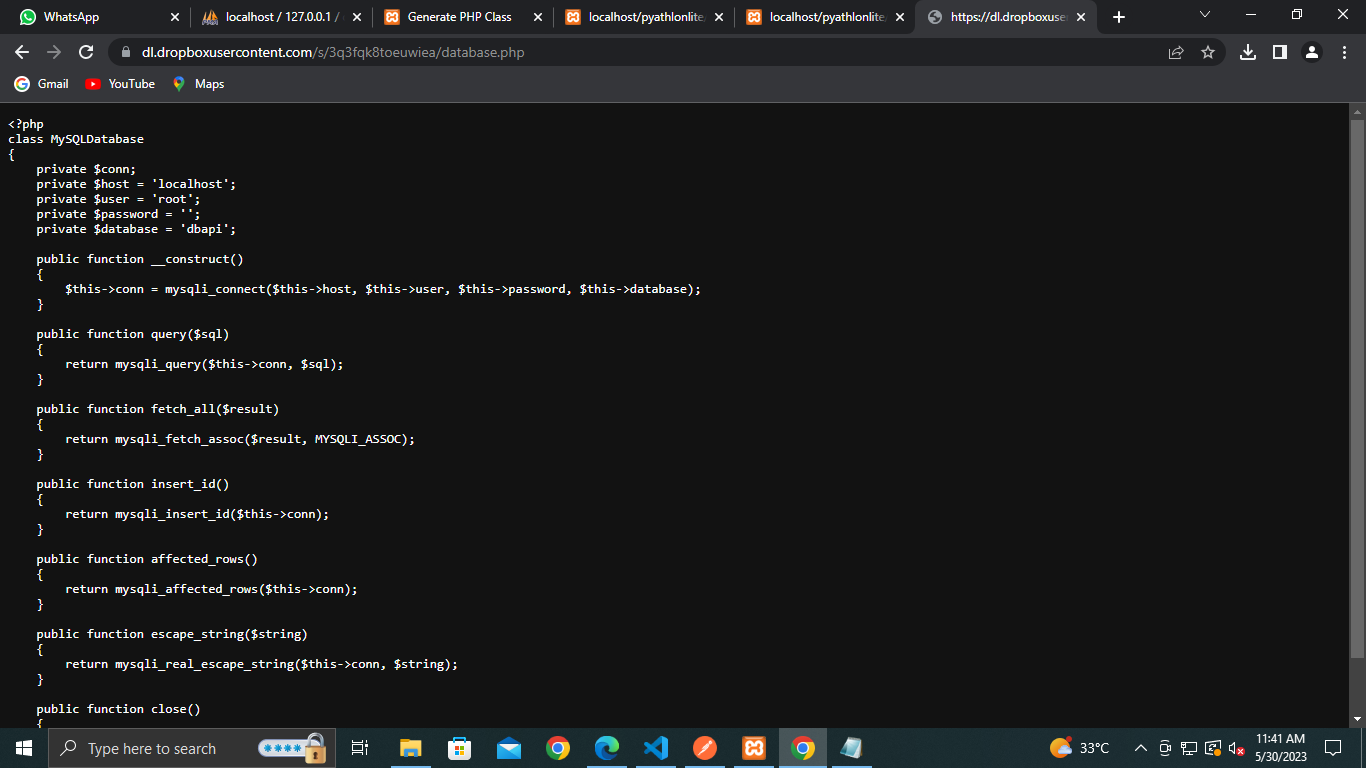 WhatsApp
localhost / 127.0.0.1 /
Generate PHP Class
localhost/pyathlonlite
localhost/pyathlonlite
https://dl.dropboxuse
dl.dropboxusercontent.com/s/3q3fqk8toeuwiea/database.php
Gmail
YouTube
Maps
<?php
class MySQLDatabase
{
    private $conn;
    private $host = 'localhost';
    private $user = 'root';
    private $password = '';
    private $database = 'dbapi';
    public function __construct()
    {
        $this->conn = mysqli_connect($this->host, $this->user, $this->password, $this->database);
    }
    public function query($sql)
    {
        return mysqli_query($this->conn, $sql);
    }
    public function fetch_all($result)
    {
        return mysqli_fetch_assoc($result, MYSQLI_ASSOC);
    }
    public function insert_id()
    {
        return mysqli_insert_id($this->conn);
    }
    public function affected_rows()
    {
        return mysqli_affected_rows($this->conn);
    }
    public function escape_string($string)
    {
        return mysqli_real_escape_string($this->conn, $string);
    }
    public function close()
    {
Type here to search
33°C
11:41 AM
5/30/2023